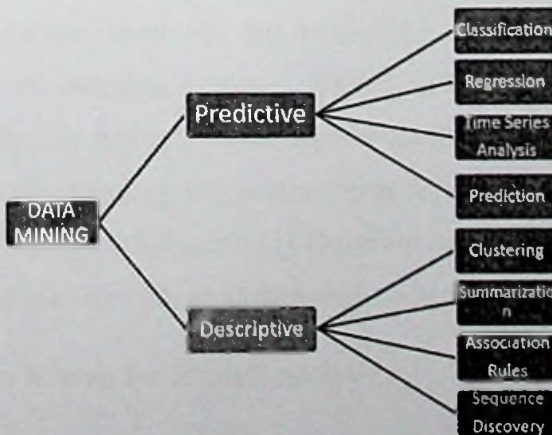 DATA
MINING
Predictive
Classification
Regression
Time Series
Analysis
Prediction
Descriptive
Clustering
Summarizatio
n
Association
Rules
Sequence
Discovery